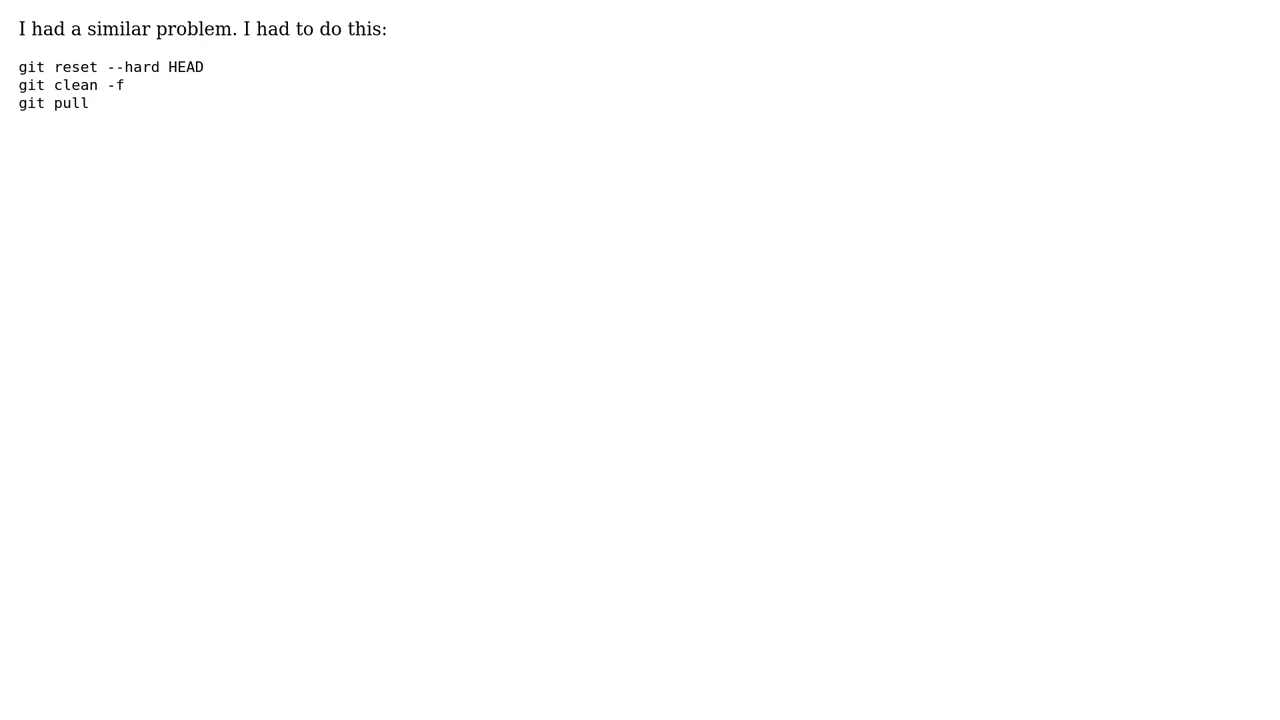 I had a similar problem. I had to do this:
git reset --hard HEAD
git clean -f
git pull